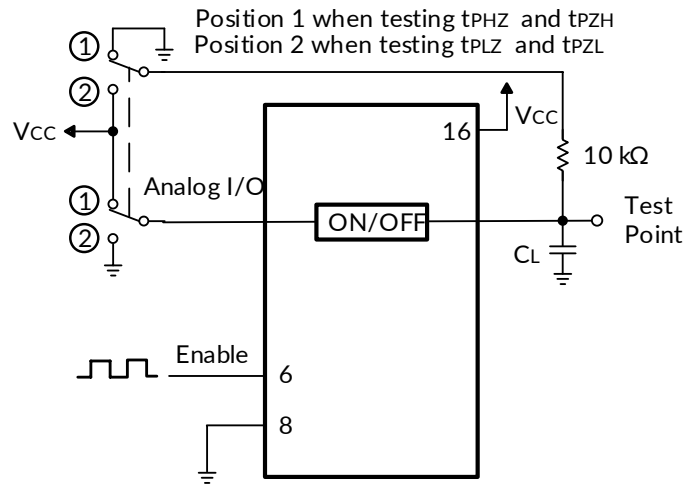 Position 1 when testing tPHZ and tPZH
Position 2 when testing tPLZ and tPZL
1
2
VCC
VCC
16
10 kΩ
Analog I/O
1
2
ON/OFF
Test
Point
CL
Enable
6
8